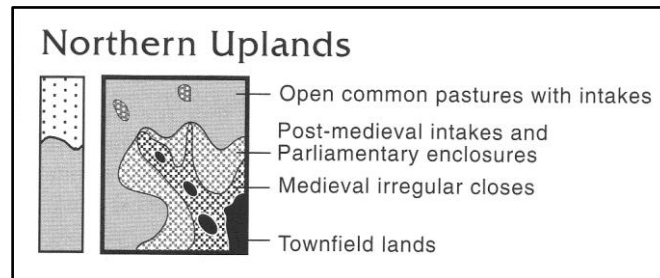 Northern Uplands
Open common pastures with intakes
Post-medieval intakes and
Parliamentary enclosures
Medieval irregular closes
Townfield lands